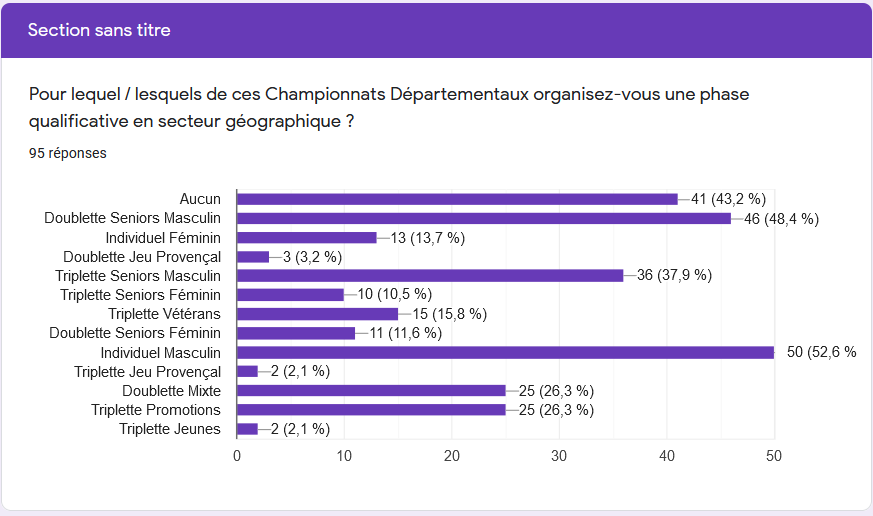 Section sans titre
Pour lequel / lesquels de ces Championnats Départementaux organisez-vous une phase
qualificative en secteur géographique ?
95 réponses
Aucun 41 (43,2 %)
Doublette Seniors Masculin 46 (48,4 %)
Individuel Féminin 13 (13,7 %)
Doublette Jeu Provençal 3 (3,2 %)
Triplette Seniors Masculin 36 (37,9 %)
Triplette Seniors Féminin 10 (10,5 %)
Triplette Vétérans 15 (15,8 %)
Doublette Seniors Féminin 11 (11,6 %)
Individuel Masculin 50 (52,6 %
Triplette Jeu Provençal 2 (2,1 %)
Doublette Mixte 25 (26,3 %)
Triplette Promotions 25 (26,3 %)
Triplette Jeunes 2 (2,1 %)
0 10 20 30 40 50